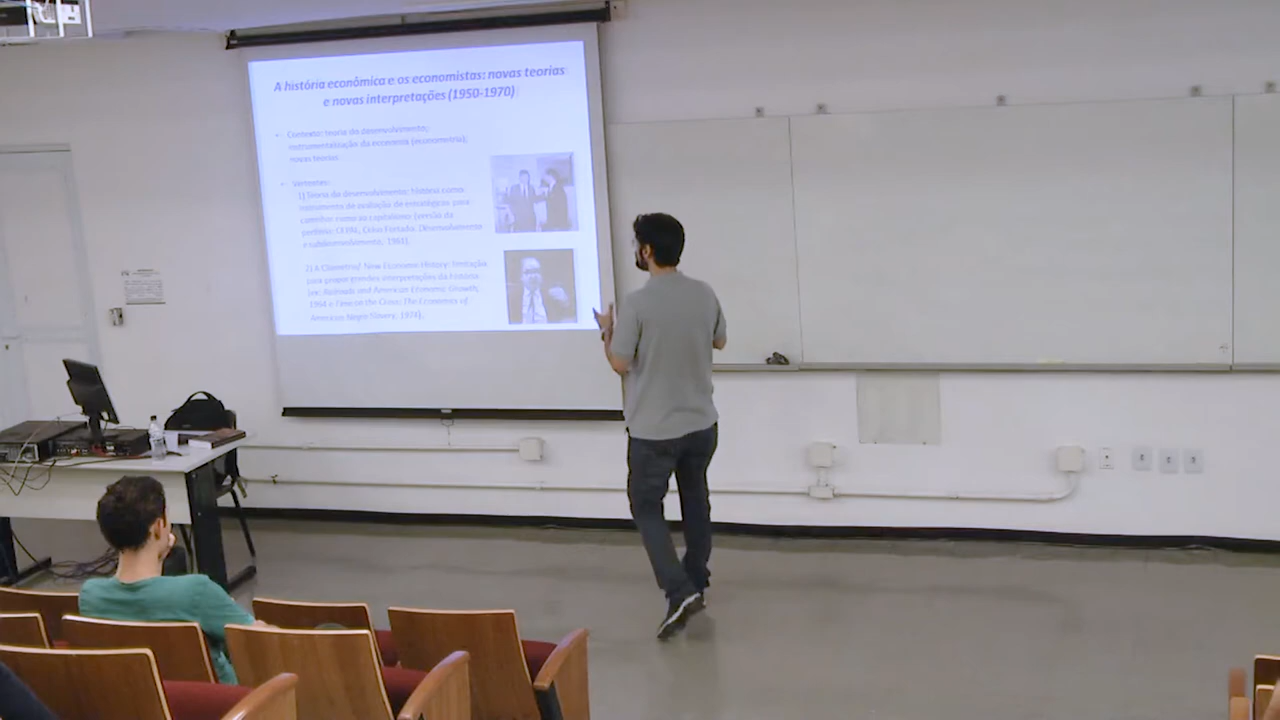 A história econômica e os economistas: novas teorias
e novas interpretações (1950-1970)
Contexto: teoria do desenvolvimento;
instrumentalização da economia (econometria);
novas teorias
Vertentes:
1) Teoria do desenvolvimento: história como
instrumento de avaliação de estratégias para
caminhar rumo ao capitalismo (versão da
periferia: CEPAL, Celso Furtado. Desenvolvimento
e subdesenvolvimento, 1961).
2) A Cliometria/ New Economic History:
para propor grandes interpretações da história
(ex: Railroads and American Economic Growth,
1964 e Time on the Cross: The Economics of
American Negro Slavery, 1974).